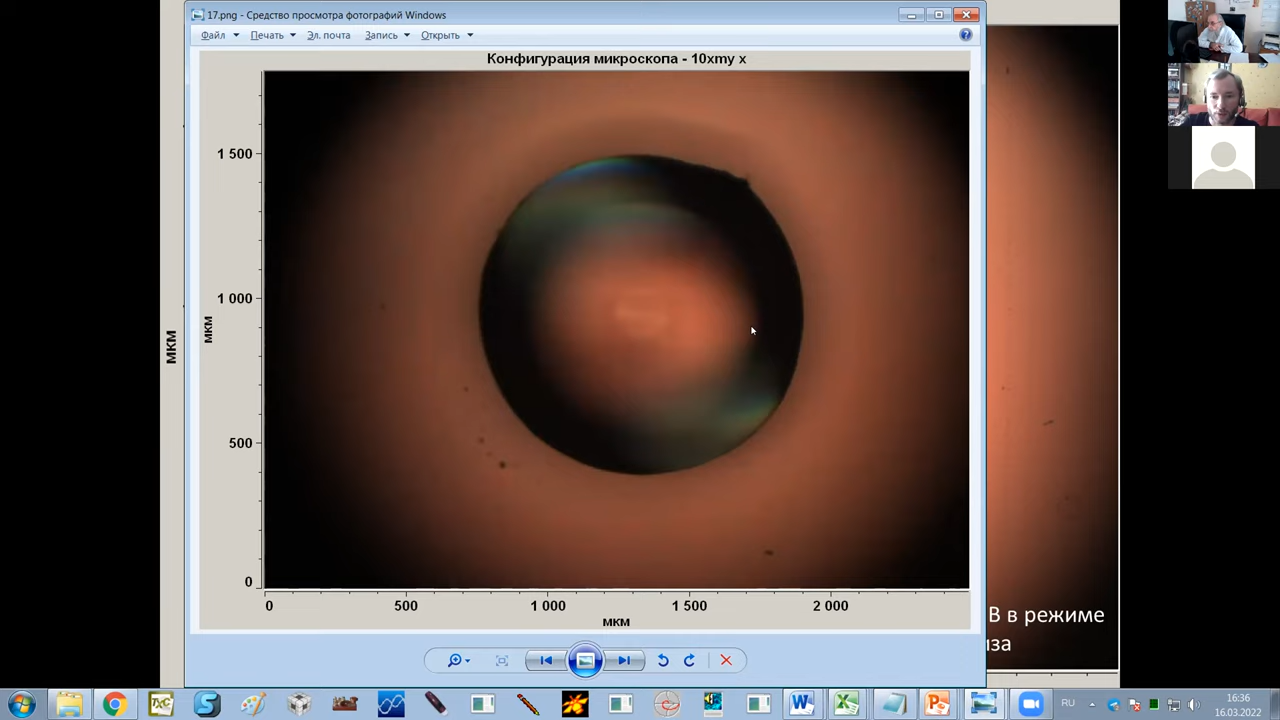 17.png - Средство просмотра фотографий Windows
Файл Печать Эл. почта Запись Открыть
Конфигурация микроскопа - 10xmy x
1 500
1 000
500
0
мкм
мкм
0 500 1 000 1 500 2 000
мкм
В в режиме
иза
RU
16:36
16.03.2022